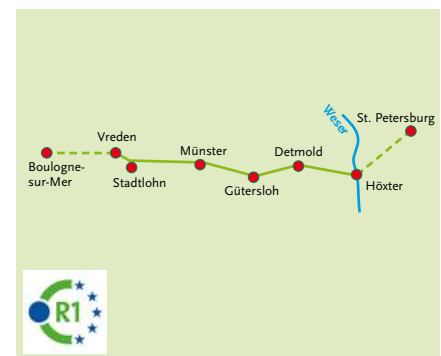 Weser
St. Petersburg
Vreden
Münster
Detmold
Boulogne-
sur-Mer
Stadtlohn
Gütersloh
Höxter
R1